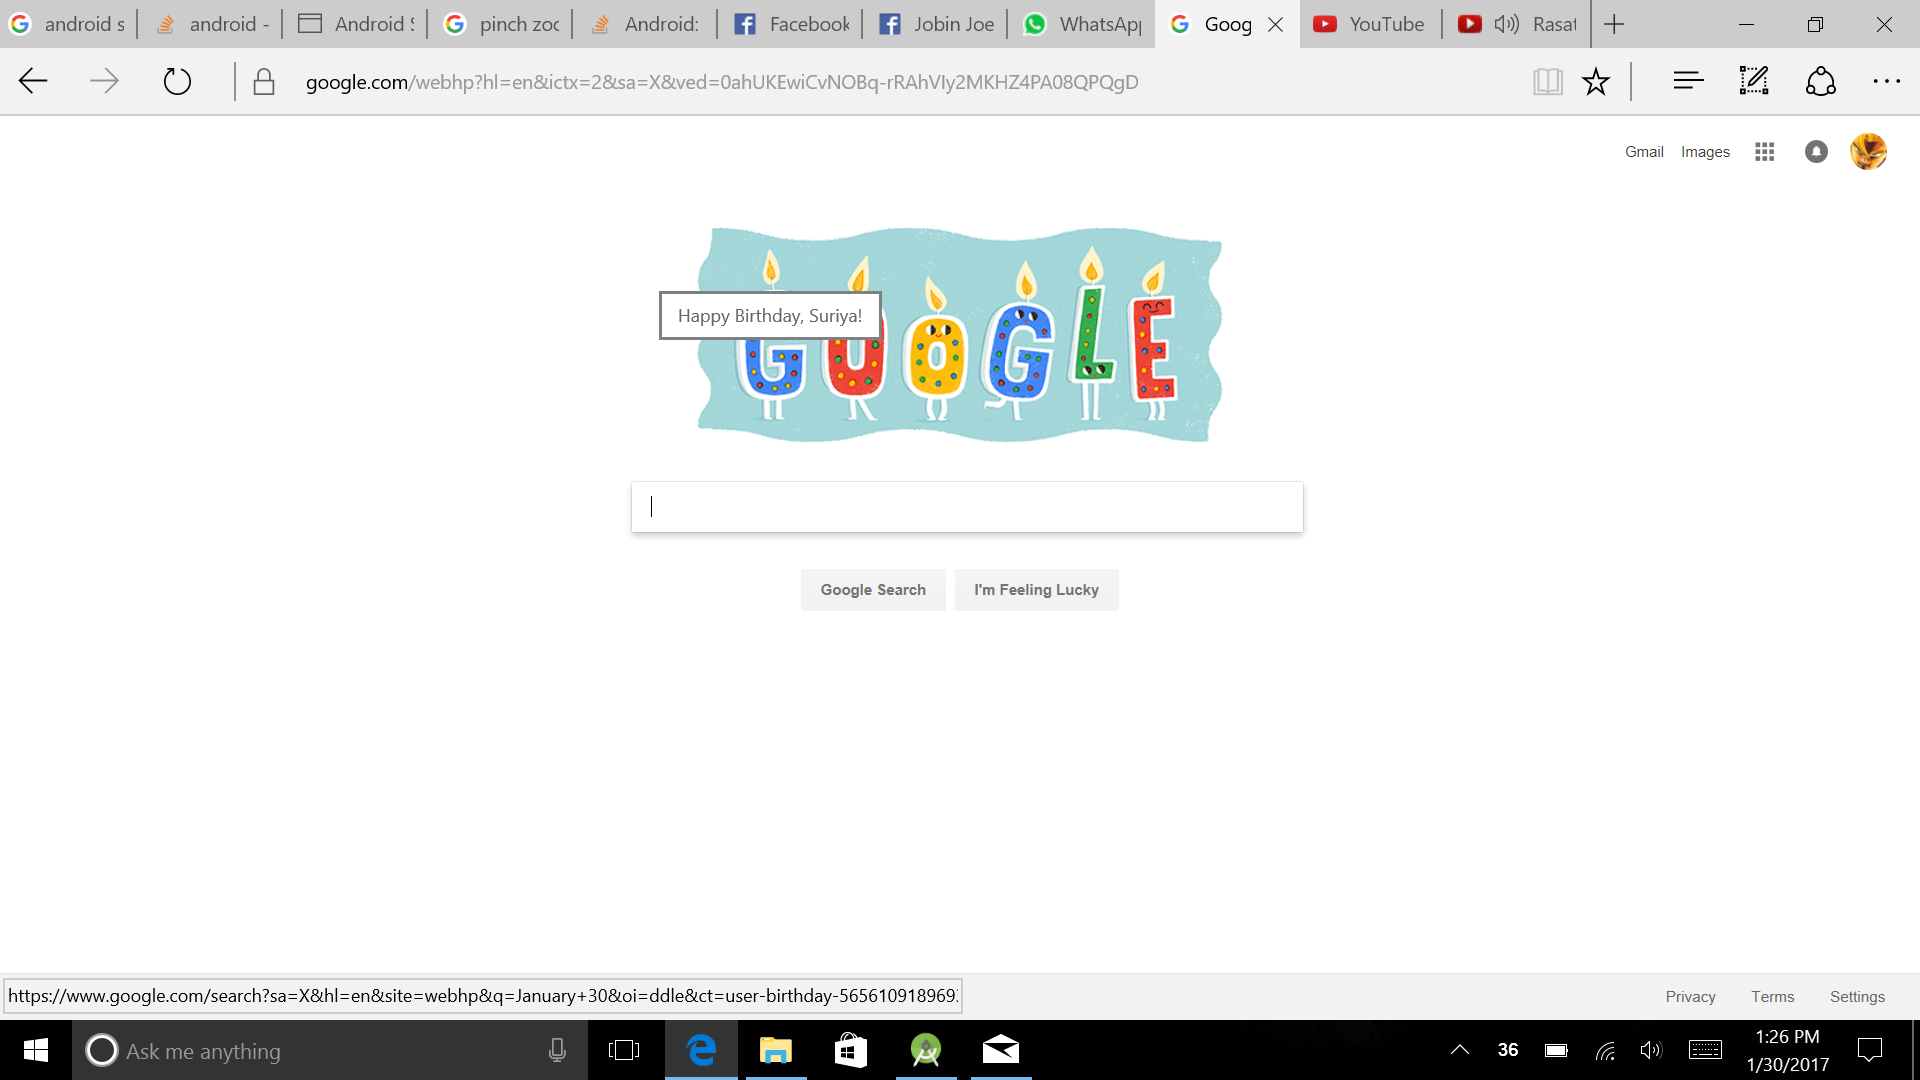 android s
android -
Android S
pinch zoo
Android:
Facebook
Jobin Joe
WhatsApp
Goog
YouTube
Rasat
google.com/webhp?hl=en&ictx=2&sa=X&ved=0ahUKEwiCvNOBq-rRAhVIy2MKHZ4PA08QPQgD
Gmail Images
Happy Birthday, Suriya!
GOOGLE
Google Search I'm Feeling Lucky
https://www.google.com/search?sa=X&hl=en&site=webhp&q=January+30&oi=ddle&ct=user-birthday-565610918969
Privacy Terms Settings
Ask me anything
36
1:26 PM
1/30/2017